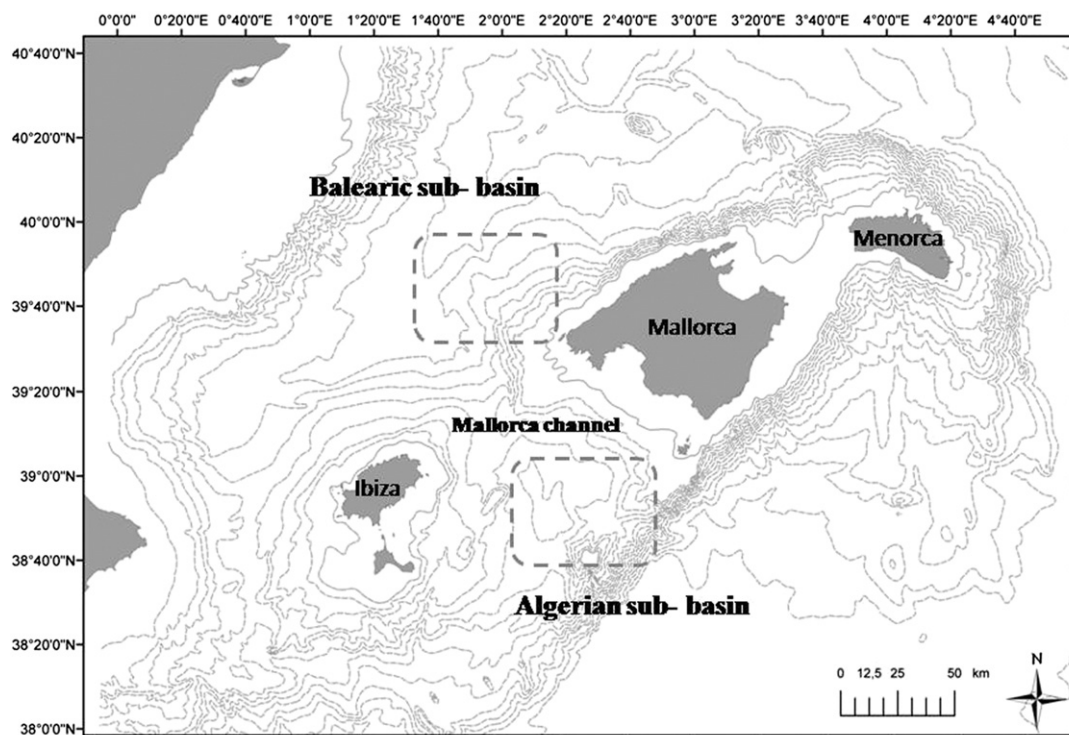 0°0'0" 0°20'0"E 0°40'0"E 1°0'0"E 1°20'0"E 1°40'0"E 2°0'0"E 2°20'0"E 2°40'0"E 3°0'0"E 3°40'0"E 4°0'0"E 4°20'0"E 4°40'0"E
40°40'0"N
40°20'0"N
Balearic sub- basin
40°0'0"N
Menorca
39°40'0"N
Mallorca
39°20'0"N
Mallorca channel
39°0'0"N
Ibiza
38°40'0"N
Algerian sub- basin
38°20'0"N
N
0 12,5 25 50 km
38°0'0"N